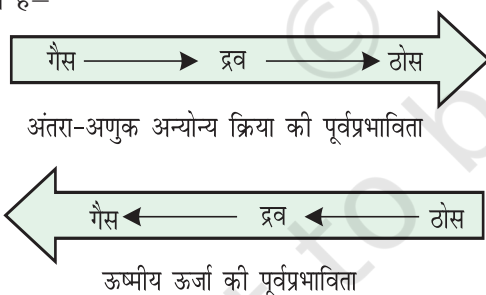 है–
गैस द्रव ठोस
अंतरा-अणुक अन्योन्य क्रिया की पूर्वप्रभाविता
गैस द्रव ठोस
ऊष्मीय ऊर्जा की पूर्वप्रभाविता